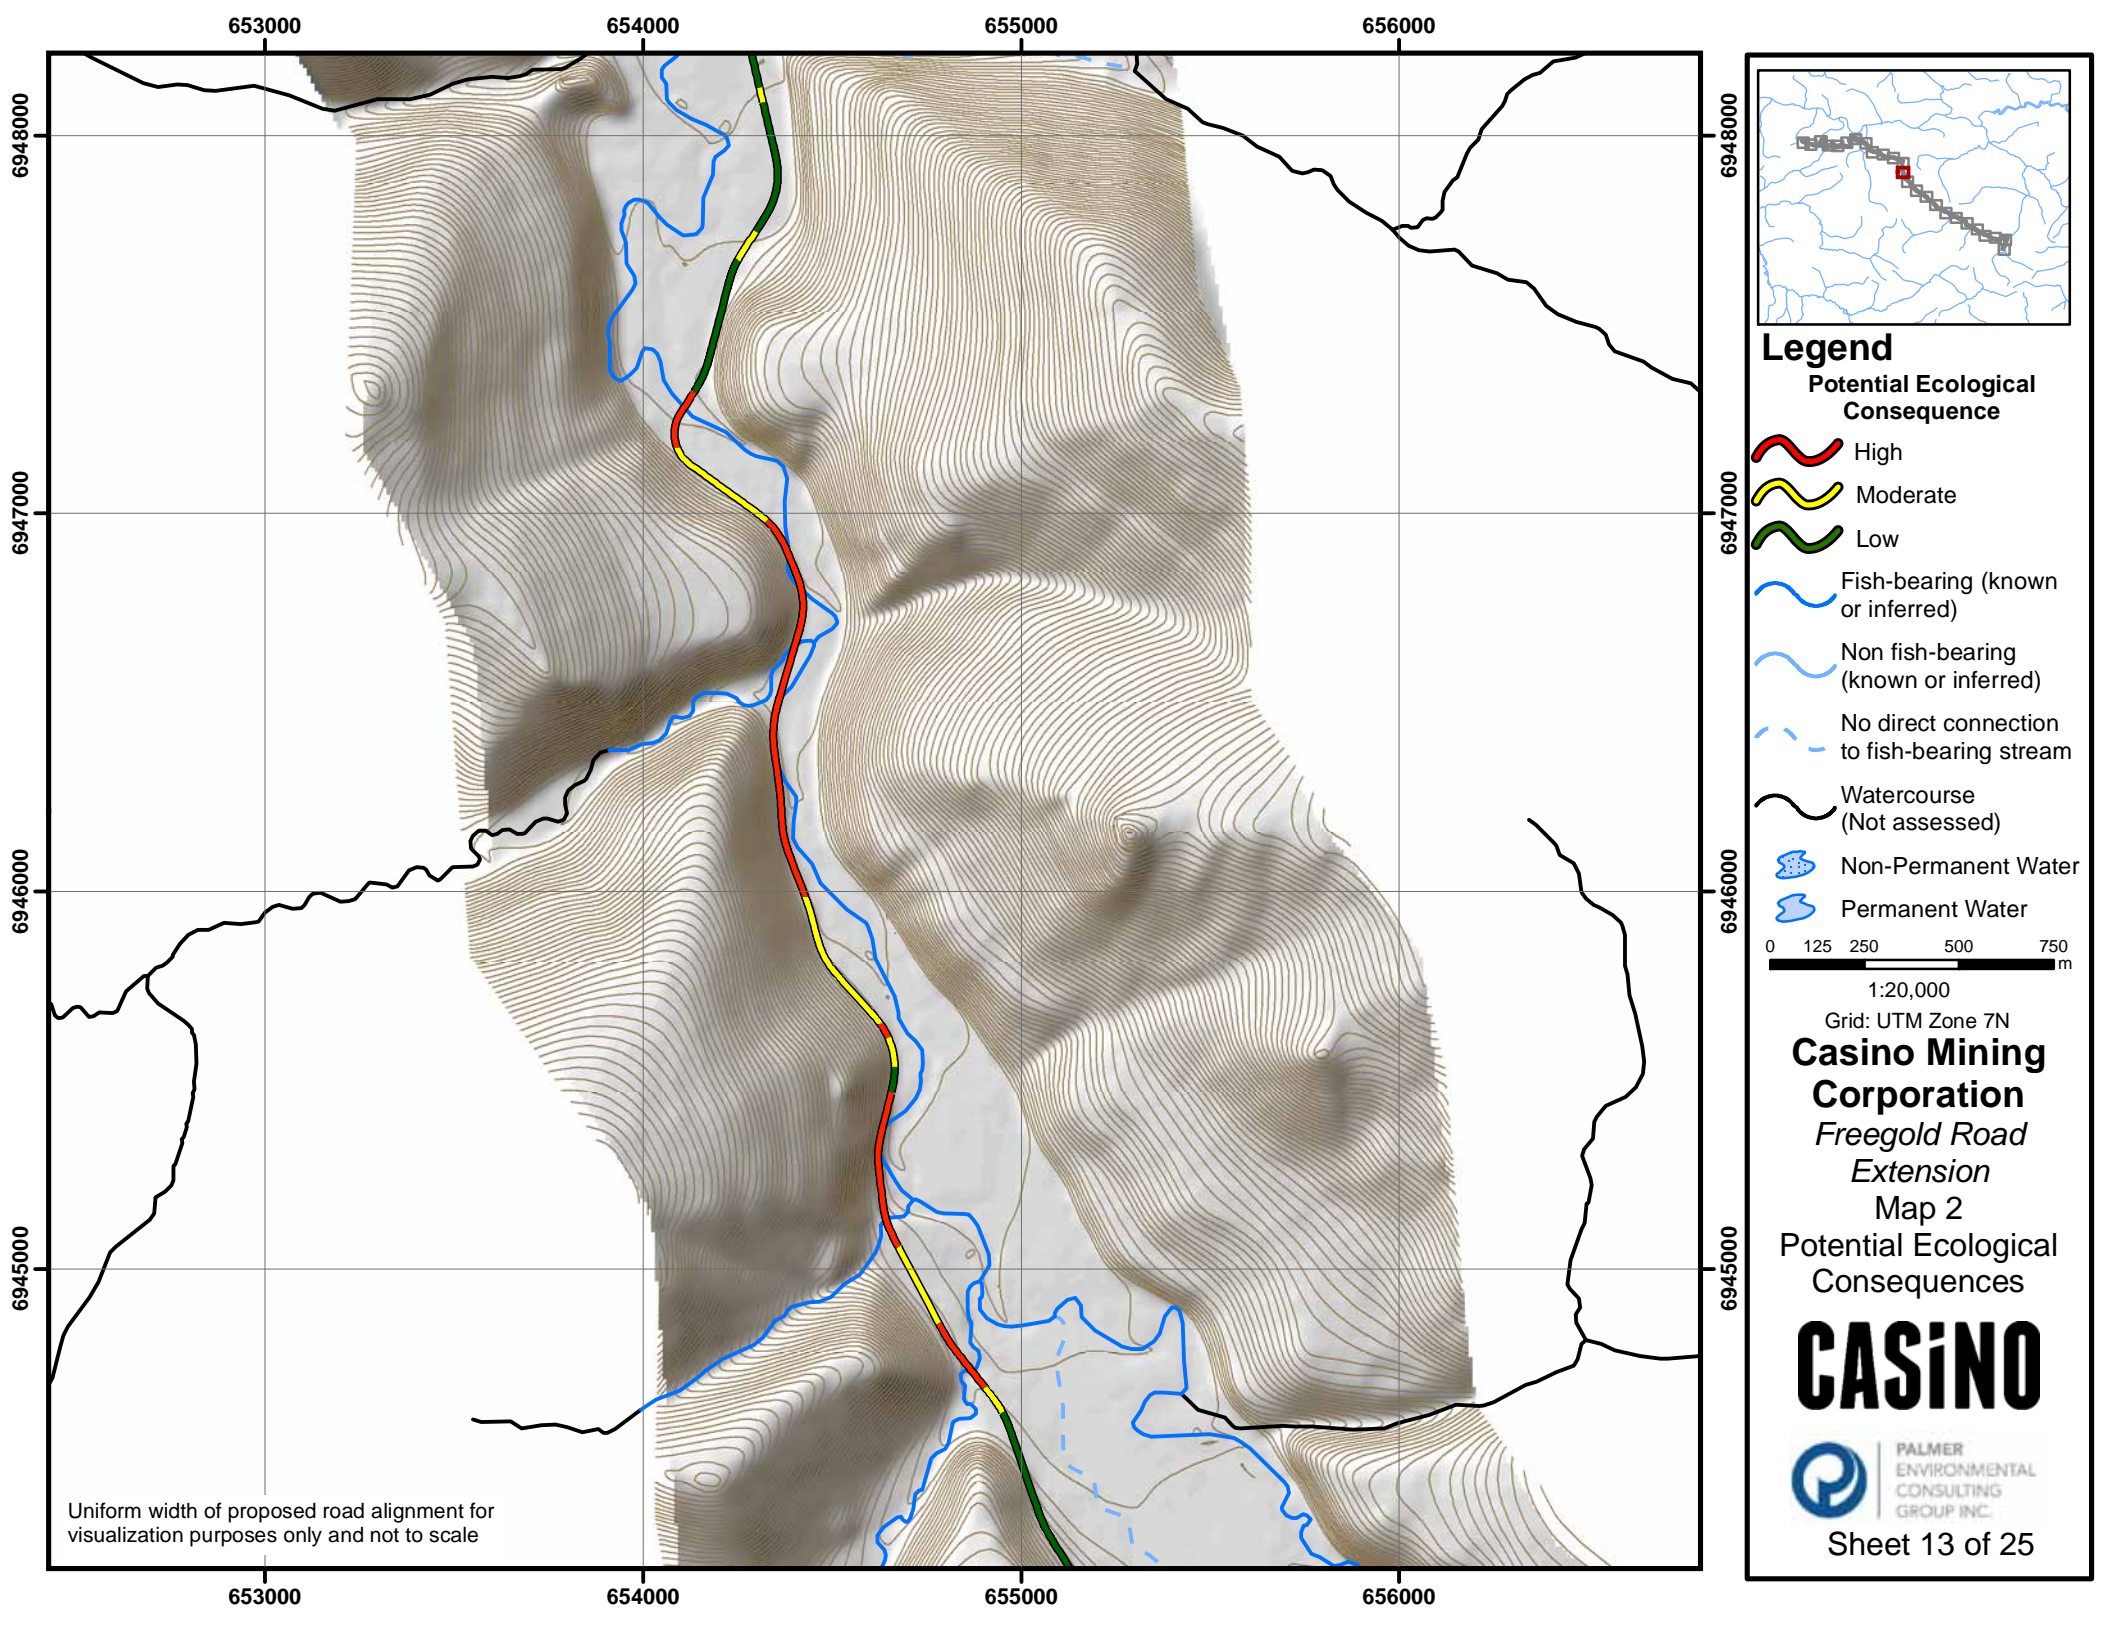 653000 654000 655000 656000
6948000
6947000
6946000
6945000
6948000
6947000
6946000
6945000
Uniform width of proposed road alignment for
visualization purposes only and not to scale
653000 654000 655000 656000
Legend
Potential Ecological
Consequence
High
Moderate
Low
Fish-bearing (known
or inferred)
Non fish-bearing
(known or inferred)
No direct connection
to fish-bearing stream
Watercourse
(Not assessed)
Non-Permanent Water
Permanent Water
0 125 250 500 750
m
1:20,000
Grid: UTM Zone 7N
Casino Mining
Corporation
Freegold Road
Extension
Map 2
Potential Ecological
Consequences
CASiNO
PALMER
ENVIRONMENTAL
CONSULTING
GROUP INC.
Sheet 13 of 25